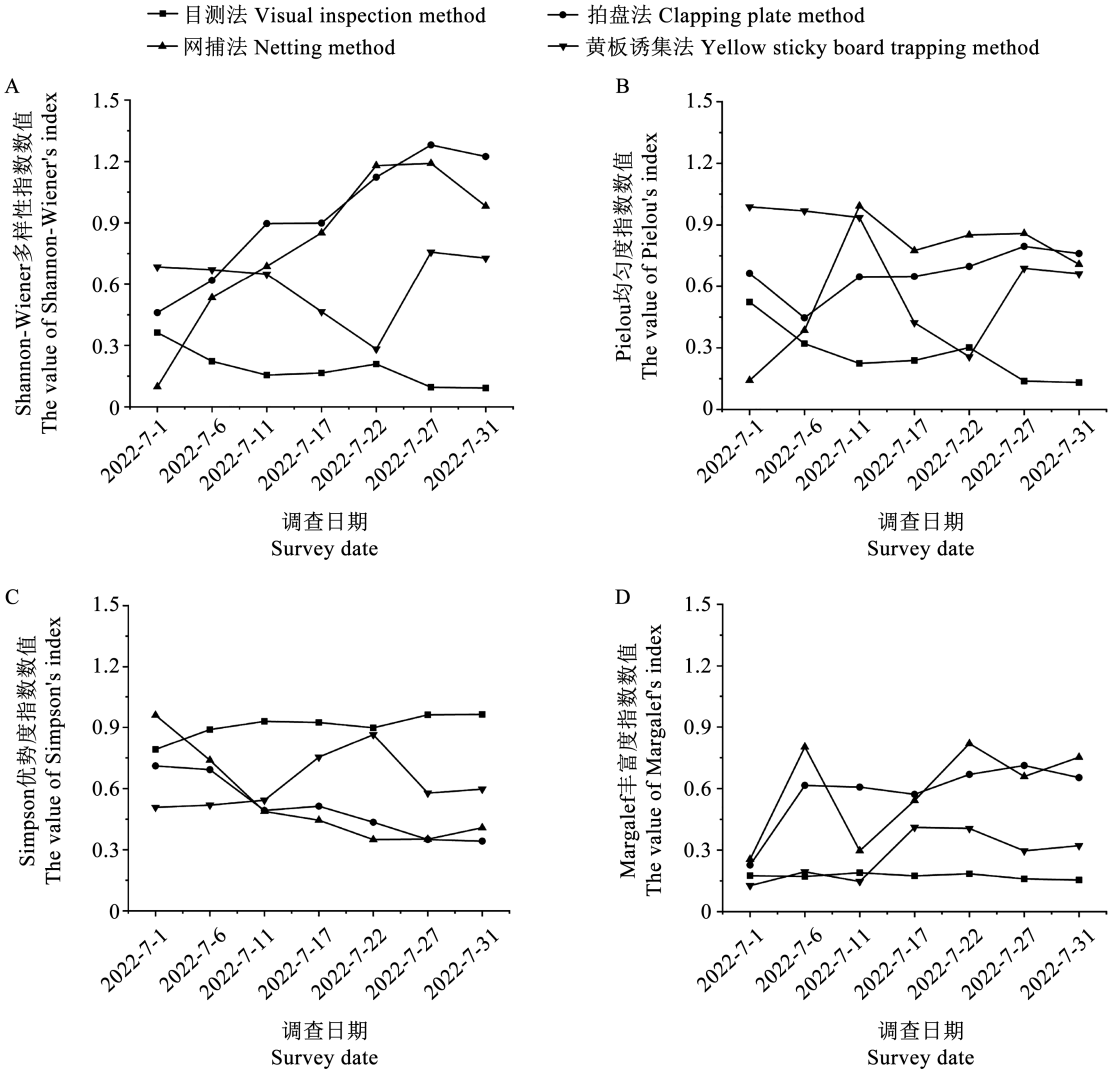 目测法 Visual inspection method
拍盘法 Clapping plate method
网捕法 Netting method
黄板诱集法 Yellow sticky board trapping method
A
Shannon-Wiener多样性指数数值
The value of Shannon-Wiener's index
1.5
1.2
0.9
0.6
0.3
0
2022-7-1
2022-7-6
2022-7-11
2022-7-17
2022-7-22
2022-7-27
2022-7-31
调查日期
Survey date
B
Pielou均匀度指数数值
The value of Pielou's index
1.5
1.2
0.9
0.6
0.3
0
2022-7-1
2022-7-6
2022-7-11
2022-7-17
2022-7-22
2022-7-27
2022-7-31
调查日期
Survey date
C
Simpson优势度指数数值
The value of Simpson's index
1.5
1.2
0.9
0.6
0.3
0
2022-7-1
2022-7-6
2022-7-11
2022-7-17
2022-7-22
2022-7-27
2022-7-31
调查日期
Survey date
D
Margalef丰富度指数数值
The value of Margalef's index
1.5
1.2
0.9
0.6
0.3
0
2022-7-1
2022-7-6
2022-7-11
2022-7-17
2022-7-22
2022-7-27
2022-7-31
调查日期
Survey date